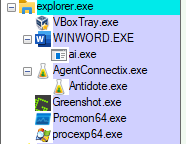 explorer.exe
VBoxTray.exe
WINWORD.EXE
ai.exe
AgentConnectix.exe
Antidote.exe
Greenshot.exe
Procmon64.exe
procexp64.exe